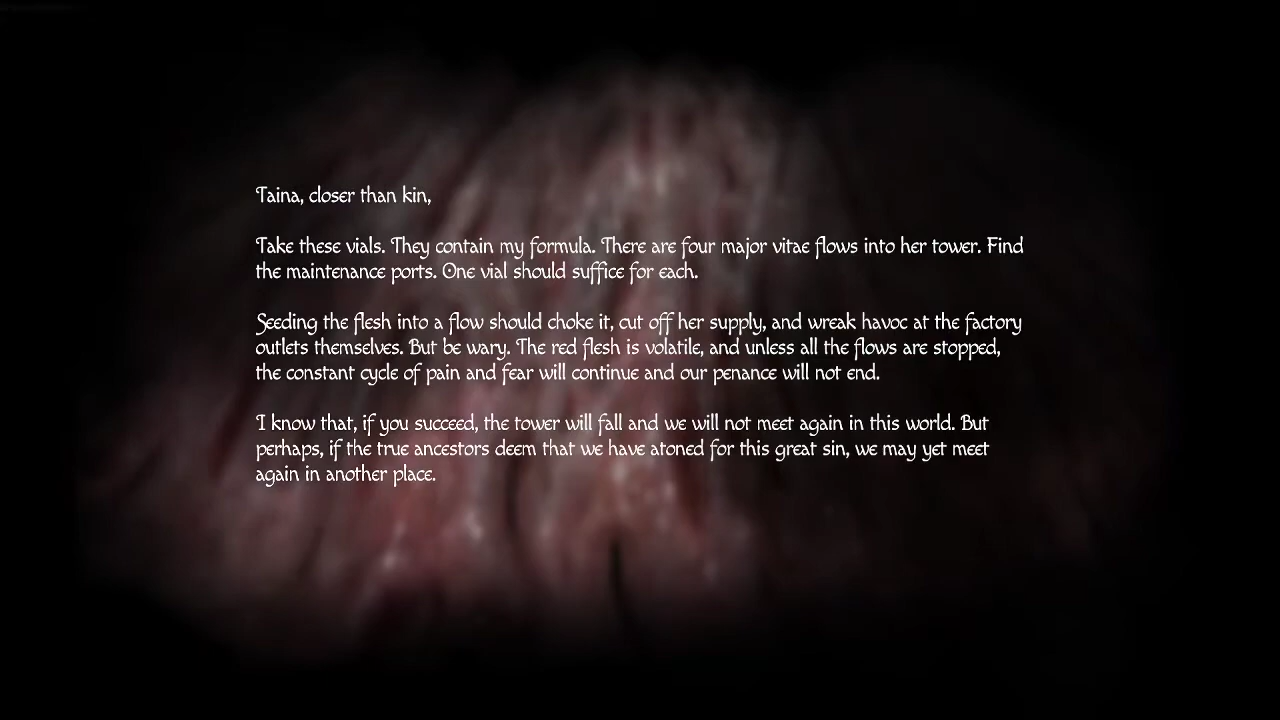 Taina, closer than kin,
Take these vials. They contain my formula. There are four major vitae flows into her tower. Find
the maintenance ports. One vial should suffice for each.
Seeding the flesh into a flow should choke it, cut off her supply, and wreak havoc at the factory
outlets themselves. But be wary. The red flesh is volatile, and unless all the flows are stopped,
the constant cycle of pain and fear will continue and our penance will not end.
I know that, if you succeed, the tower will fall and we will not meet again in this world. But
perhaps, if the true ancestors deem that we have atoned for this great sin, we may yet meet
again in another place.